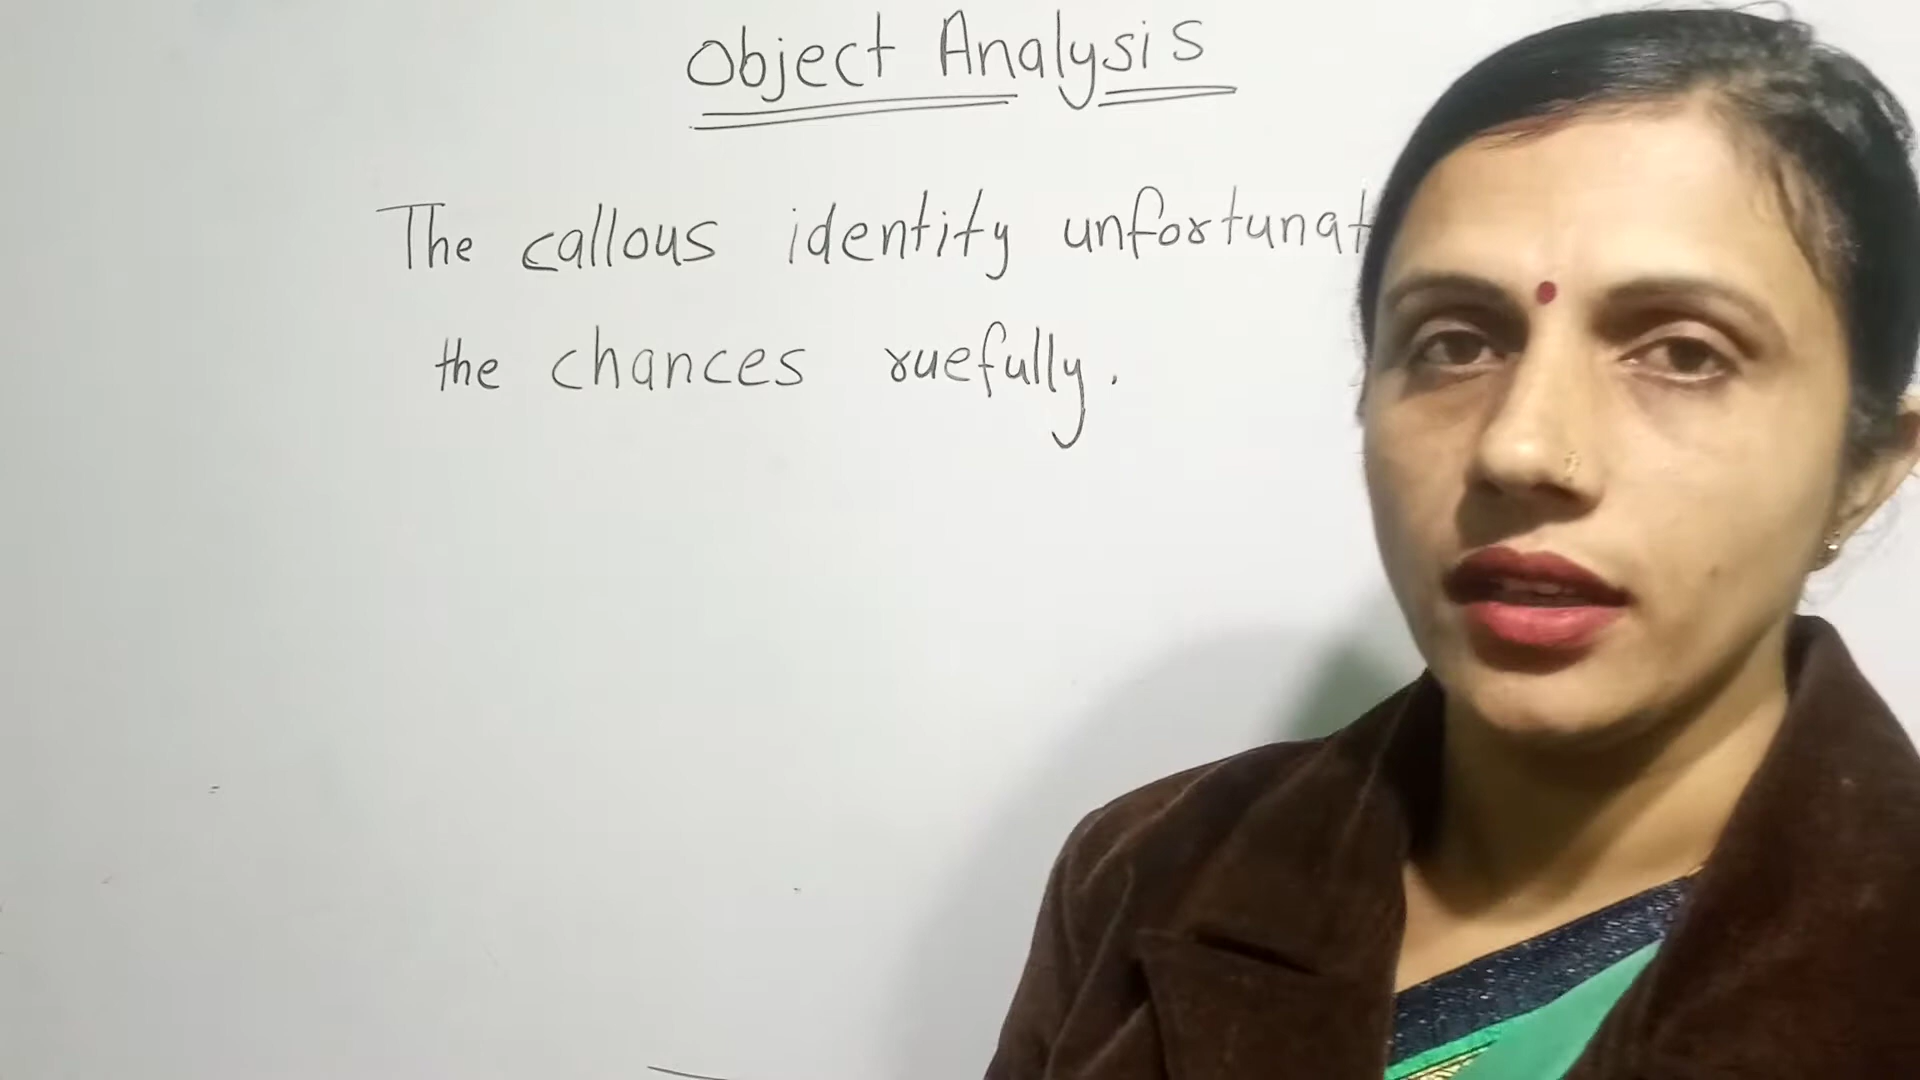 Object Analysis
The callous identity unfortunat
the chances ruefully.